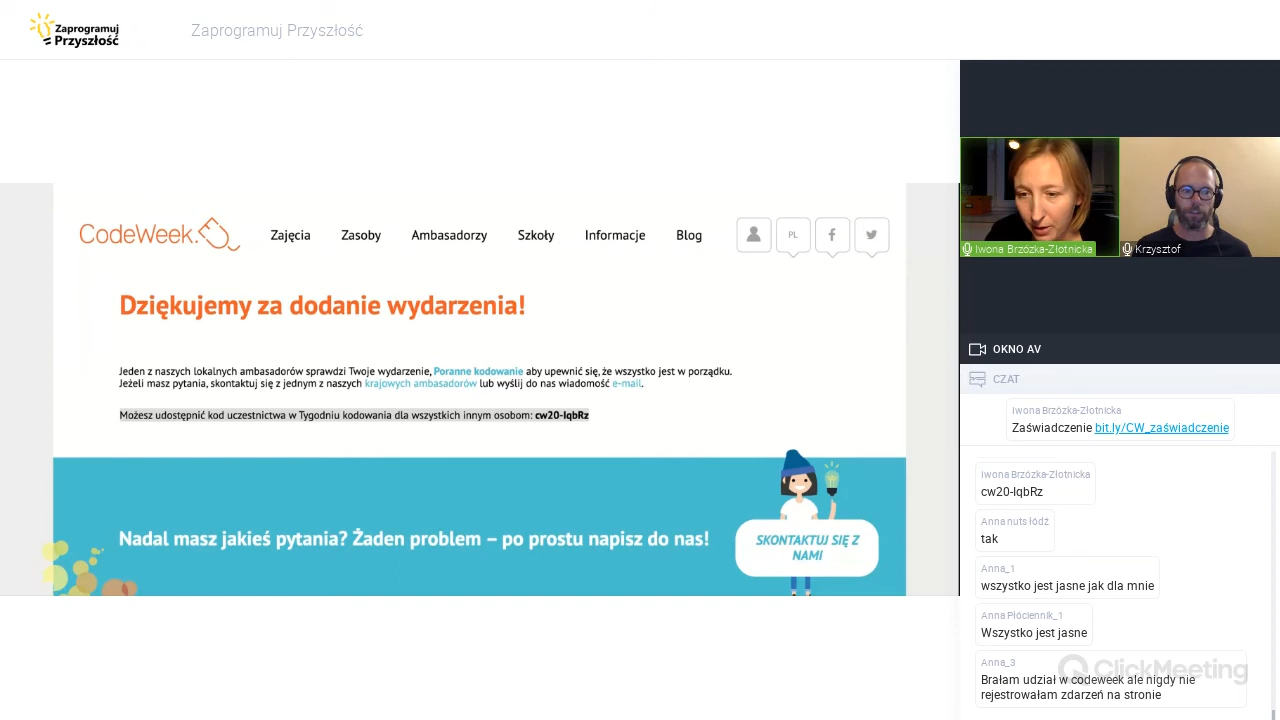 Zaprogramuj
Przyszłość
Zaprogramuj Przyszłość
CodeWeek.
Zajęcia
Zasoby
Ambasadorzy
Szkoły
Informacje
Blog
PL
Dziękujemy za dodanie wydarzenia!
Jeden z naszych lokalnych ambasadorów sprawdzi Twoje wydarzenie, Poranne kodowanie aby upewnić się, że wszystko jest w porządku.
Jeżeli masz pytania, skontaktuj się z jednym z naszych krajowych ambasadorów lub wyślij do nas wiadomość e-mail.
Możesz udostępnić kod uczestnictwa w Tygodniu kodowania dla wszystkich innym osobom: cw20-IqbRz
Nadal masz jakieś pytania? Żaden problem – po prostu napisz do nas!
SKONTAKTUJ SIĘ Z
NAMI
Iwona Brzózka-Złotnicka
Krzysztof
OKNO AV
CZAT
Iwona Brzózka-Złotnicka
Zaświadczenie bit.ly/CW_zaświadczenie
Iwona Brzózka-Złotnicka
cw20-IqbRz
Anna nuts łódź
tak
Anna_1
wszystko jest jasne jak dla mnie
Anna Płóciennik_1
Wszystko jest jasne
Anna_3
Brałam udział w codeweek ale nigdy nie
rejestrowałam zdarzeń na stronie
ClickMeeting